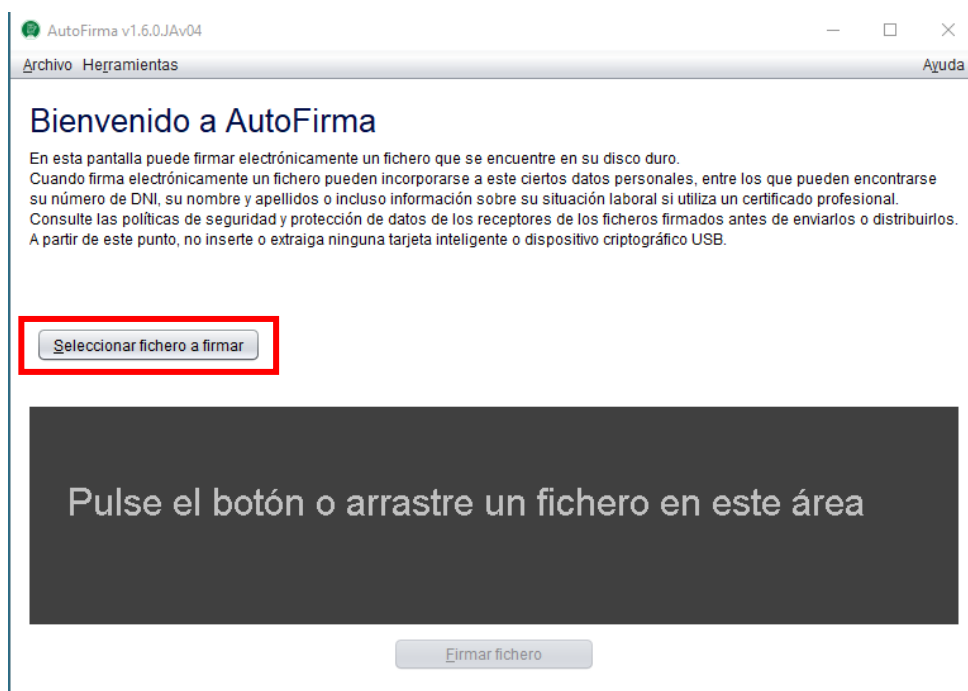 AutoFirma v1.6.0.JAv04
Archivo Herramientas Ayuda
Bienvenido a AutoFirma
En esta pantalla puede firmar electrónicamente un fichero que se encuentre en su disco duro.
Cuando firma electrónicamente un fichero pueden incorporarse a este ciertos datos personales, entre los que pueden encontrarse
su número de DNI, su nombre y apellidos o incluso información sobre su situación laboral si utiliza un certificado profesional.
Consulte las políticas de seguridad y protección de datos de los receptores de los ficheros firmados antes de enviarlos o distribuirlos.
A partir de este punto, no inserte o extraiga ninguna tarjeta inteligente o dispositivo criptográfico USB.
Seleccionar fichero a firmar
Pulse el botón o arrastre un fichero en este área
Firmar fichero